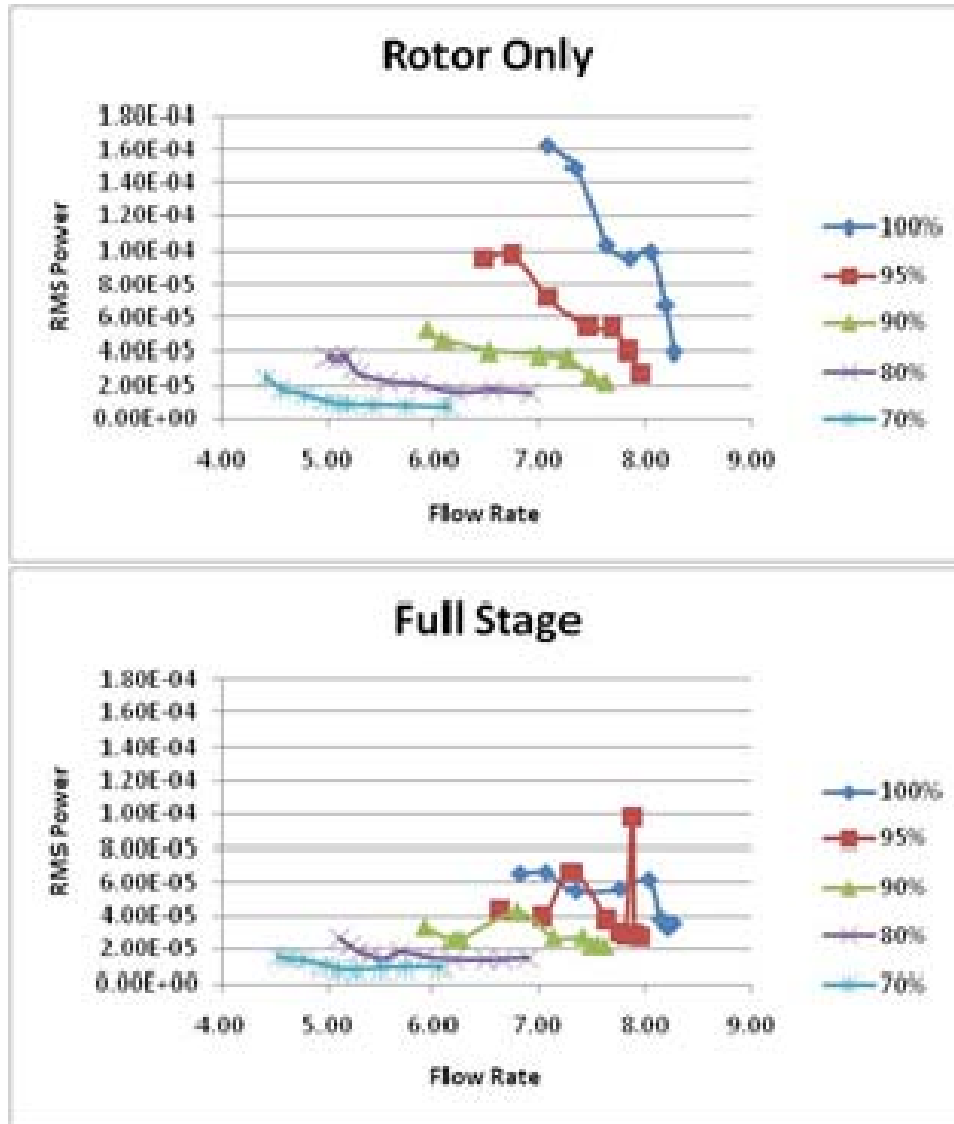 Rotor Only
1.80E-04
1.60E-04
1.40E-04
1.20E-04
1.00E-04
8.00E-05
6.00E-05
4.00E-05
2.00E-05
0.00E+00
RMS Power
4.00 5.00 6.00 7.00 8.00 9.00
Flow Rate
100%
95%
90%
80%
70%
Full Stage
1.80E-04
1.60E-04
1.40E-04
1.20E-04
1.00E-04
8.00E-05
6.00E-05
4.00E-05
2.00E-05
0.00E+00
RMS Power
4.00 5.00 6.00 7.00 8.00 9.00
Flow Rate
100%
95%
90%
80%
70%